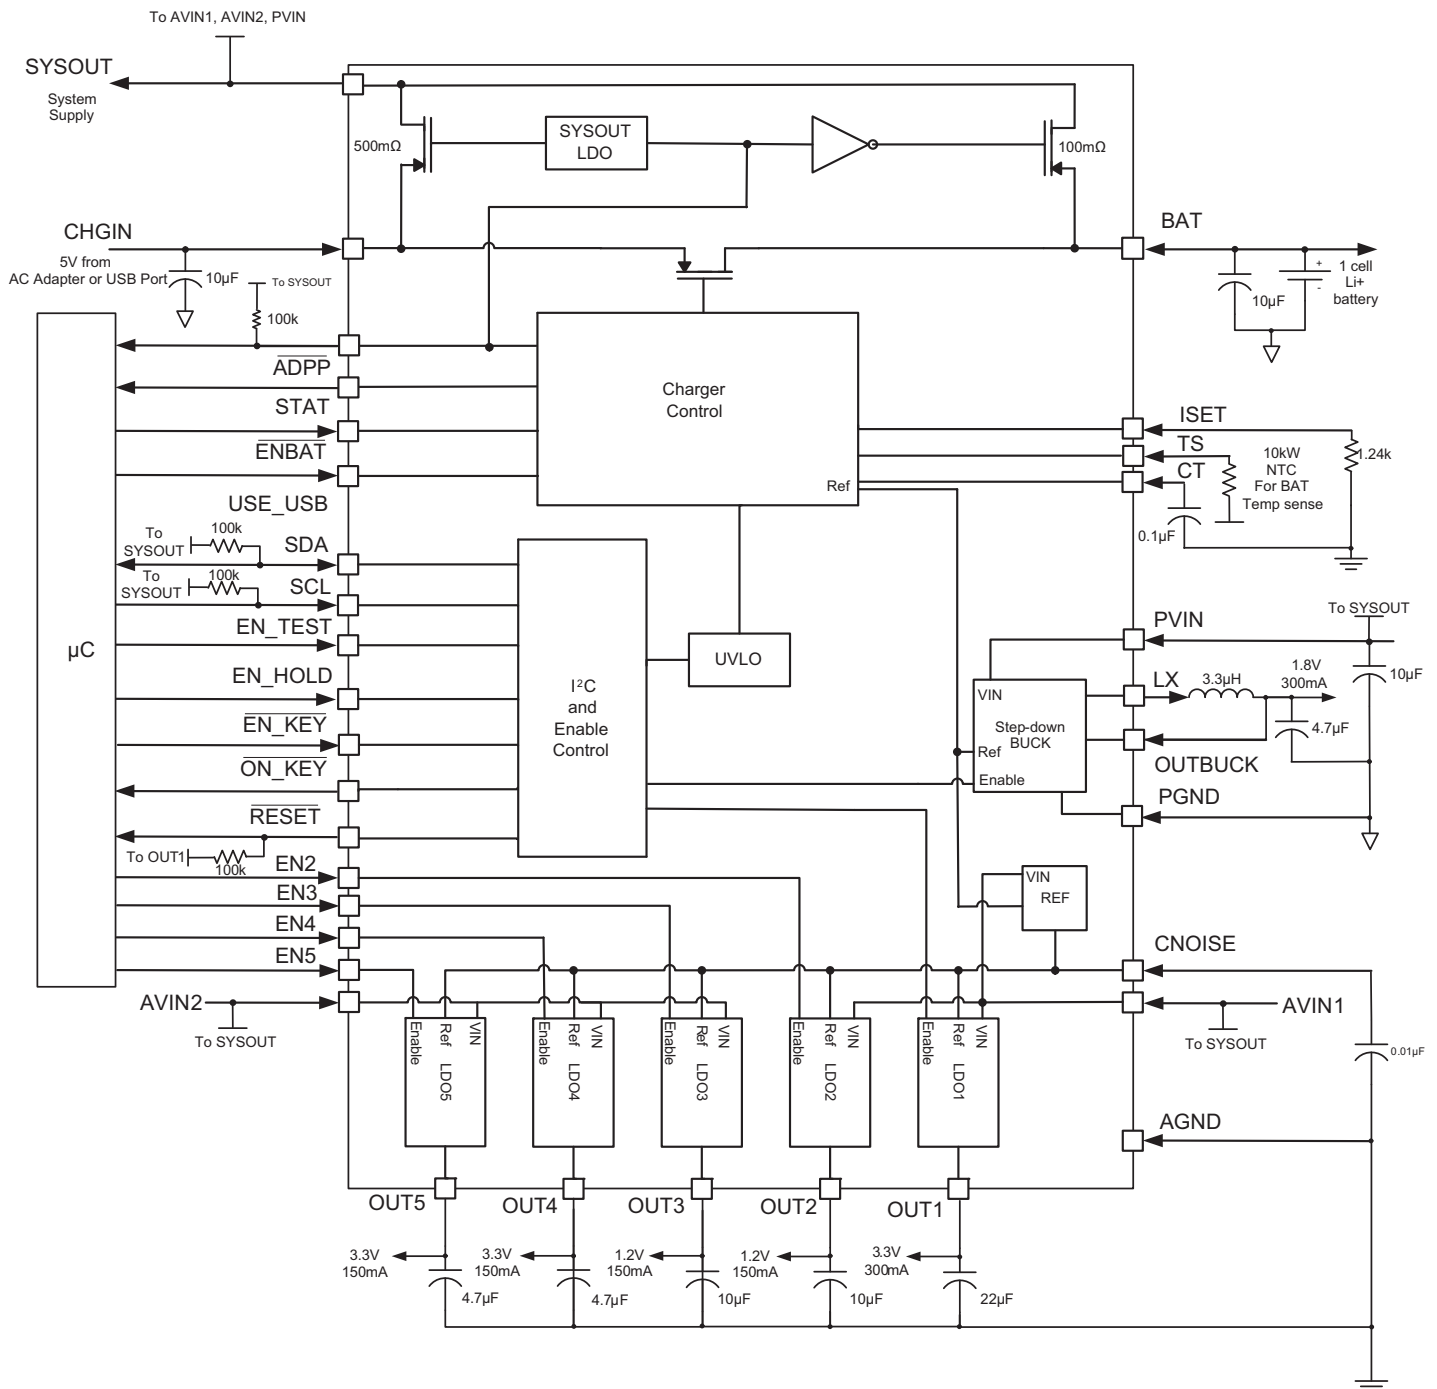 To AVIN1, AVIN2, PVIN
SYSOUT
System
Supply
500mΩ
SYSOUT
LDO
100mΩ
CHGIN
5V from
AC Adapter or USB Port
10µF
To SYSOUT
100k
BAT
10µF
+
-
1 cell
Li+
battery
ADPP
STAT
ENBAT
USE_USB
Charger
Control
Ref
ISET
TS
CT
10kW
NTC
For BAT
Temp sense
1.24k
0.1µF
µC
To
SYSOUT
100k
SDA
To
SYSOUT
100k
SCL
EN_TEST
EN_HOLD
EN_KEY
ON_KEY
RESET
To OUT1
100k
EN2
EN3
EN4
EN5
AVIN2
To SYSOUT
I²C
and
Enable
Control
UVLO
To SYSOUT
PVIN
10µF
LX
3.3µH
1.8V
300mA
4.7µF
OUTBUCK
PGND
VIN
Step-down
BUCK
Ref
Enable
VIN
REF
CNOISE
AVIN1
To SYSOUT
0.01µF
AGND
Enable
Ref LDO5
VIN
Enable
Ref LDO4
VIN
Enable
Ref LDO3
VIN
Enable
Ref LDO2
VIN
Enable
Ref LDO1
VIN
OUT5
OUT4
OUT3
OUT2
OUT1
3.3V
150mA
4.7µF
3.3V
150mA
4.7µF
1.2V
150mA
10µF
1.2V
150mA
10µF
3.3V
300mA
22µF